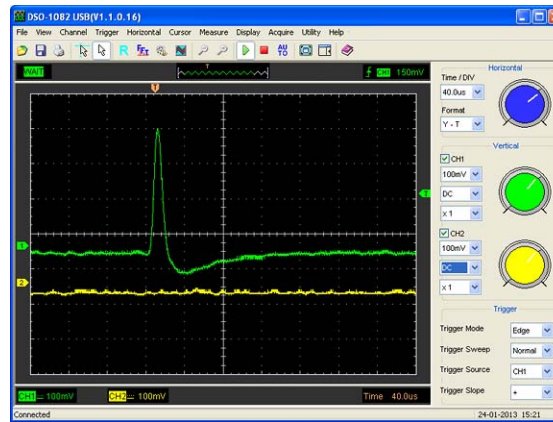 DSO-1082 USB(V1.1.0.16)
File View Channel Trigger Horizontal Cursor Measure Display Acquire Utility Help
R FFT AUTO
WAIT
T
CH1 150mV
T
1
T
2
CH1 100mV
CH2 100mV
Time 40.0us
Horizontal
Time / DIV
40.0us
Format
Y - T
Vertical
CH1
100mV
DC
x 1
CH2
100mV
DC
x 1
Trigger
Trigger Mode Edge
Trigger Sweep Normal
Trigger Source CH1
Trigger Slope +
Connected
24-01-2013 15:21